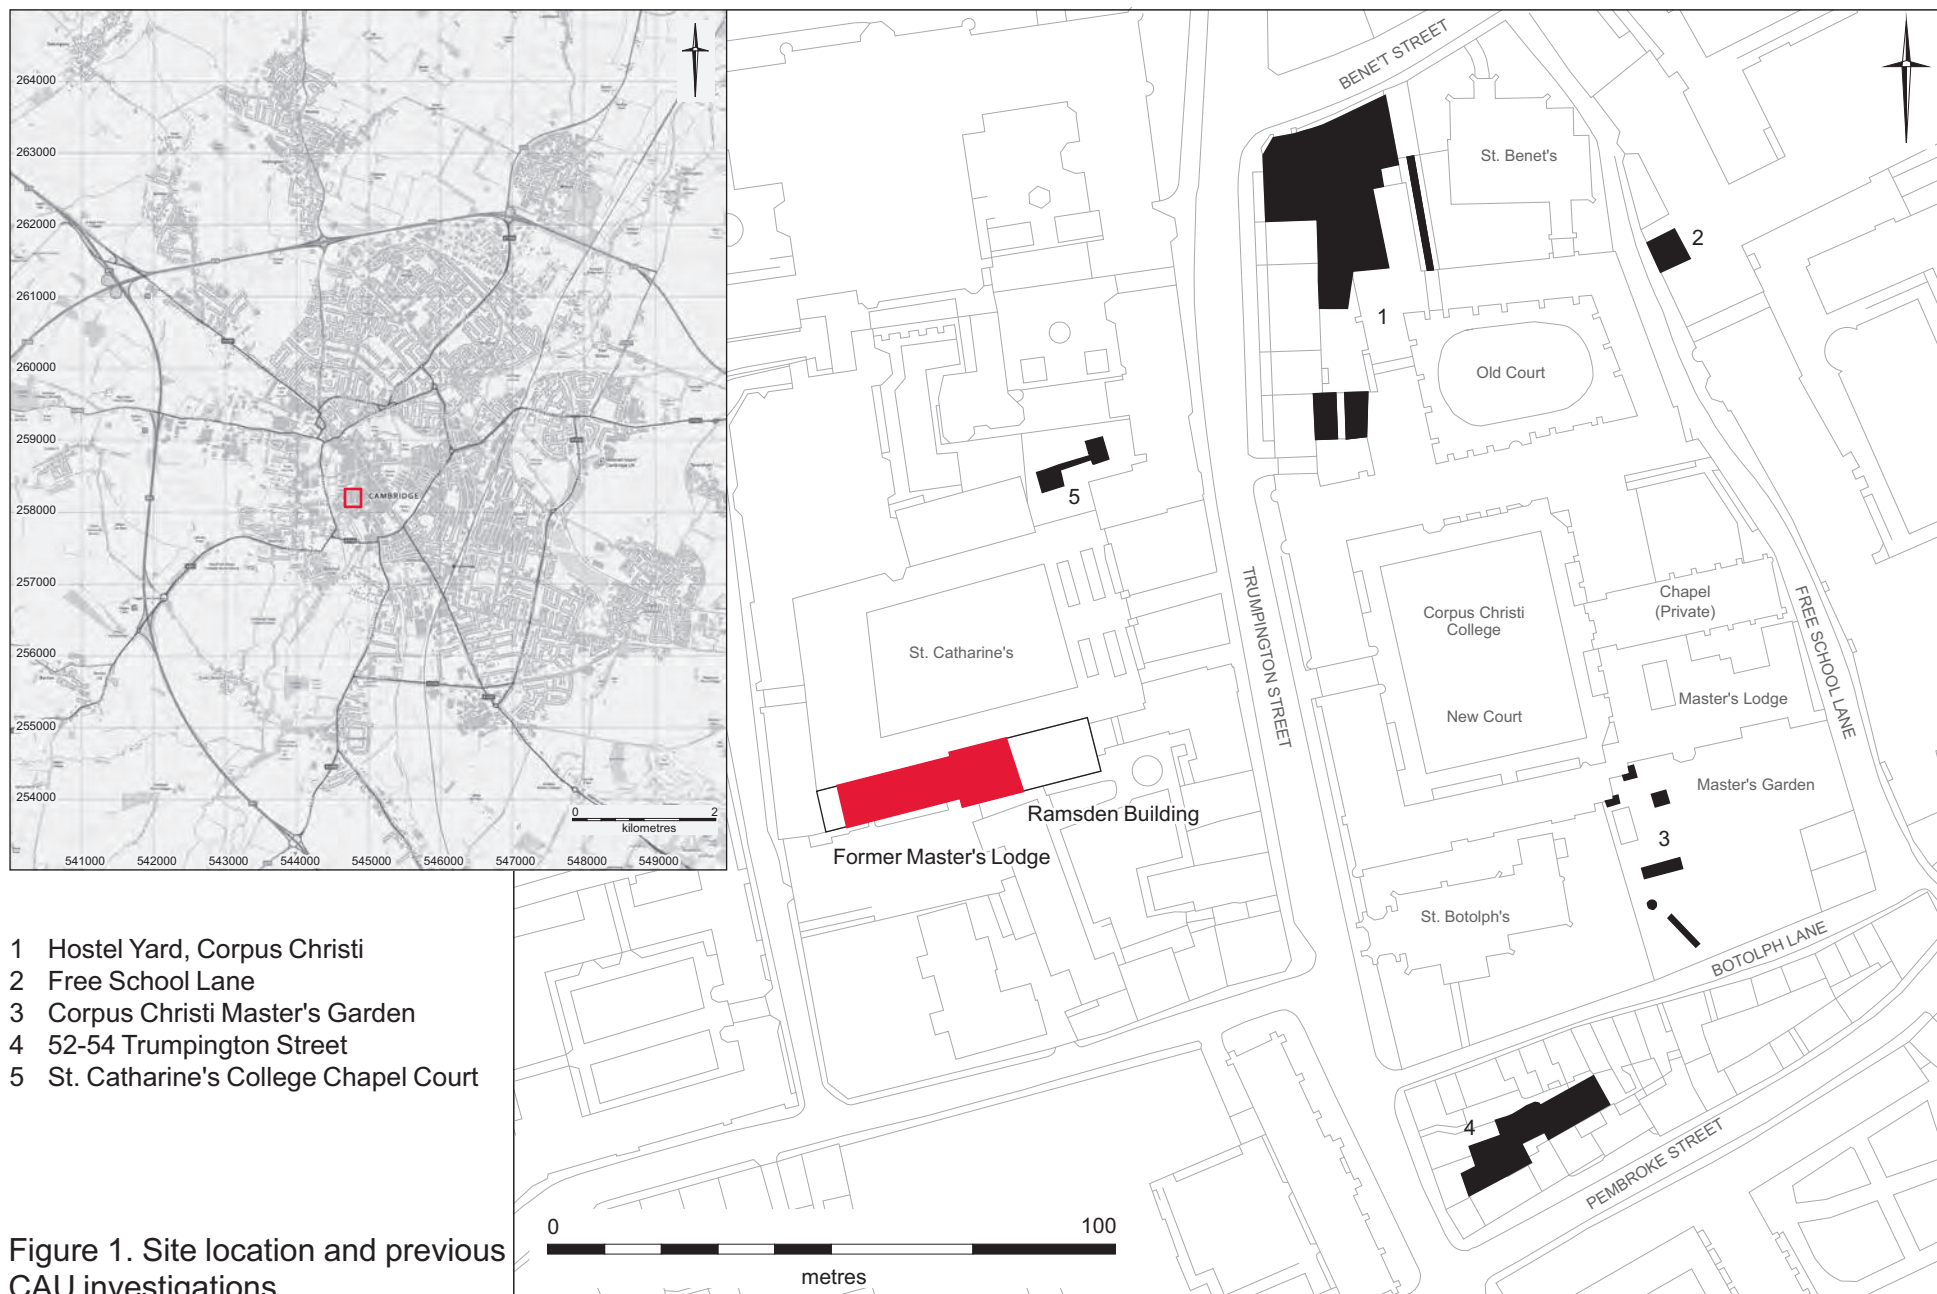 264000
263000
262000
261000
260000
259000
258000
257000
256000
255000
254000
541000 542000 543000 544000 545000 546000 547000 548000 549000
CAMBRIDGE
0 2
kilometres
BENET STREET
St. Benet's
2
1
Old Court
5
TRUMPINGTON STREET
FREE SCHOOL LANE
Corpus Christi
College
New Court
Chapel
(Private)
Master's Lodge
Master's Garden
St. Catharine's
Ramsden Building
Former Master's Lodge
3
St. Botolph's
BOTOLPH LANE
4
PEMBROKE STREET
0 100
metres
1 Hostel Yard, Corpus Christi
2 Free School Lane
3 Corpus Christi Master's Garden
4 52-54 Trumpington Street
5 St. Catharine's College Chapel Court
Figure 1. Site location and previous
CAU investigations